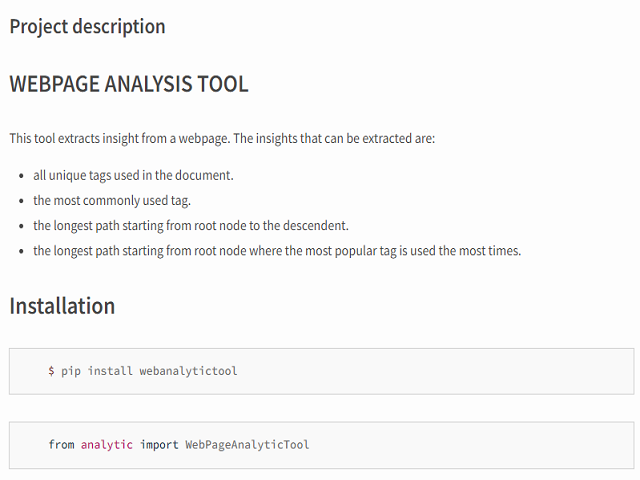 Project description
WEBPAGE ANALYSIS TOOL
This tool extracts insight from a webpage. The insights that can be extracted are:
• all unique tags used in the document.
• the most commonly used tag.
• the longest path starting from root node to the descendent.
• the longest path starting from root node where the most popular tag is used the most times.
Installation
$ pip install webanalytictool
from analytic import WebPageAnalyticTool